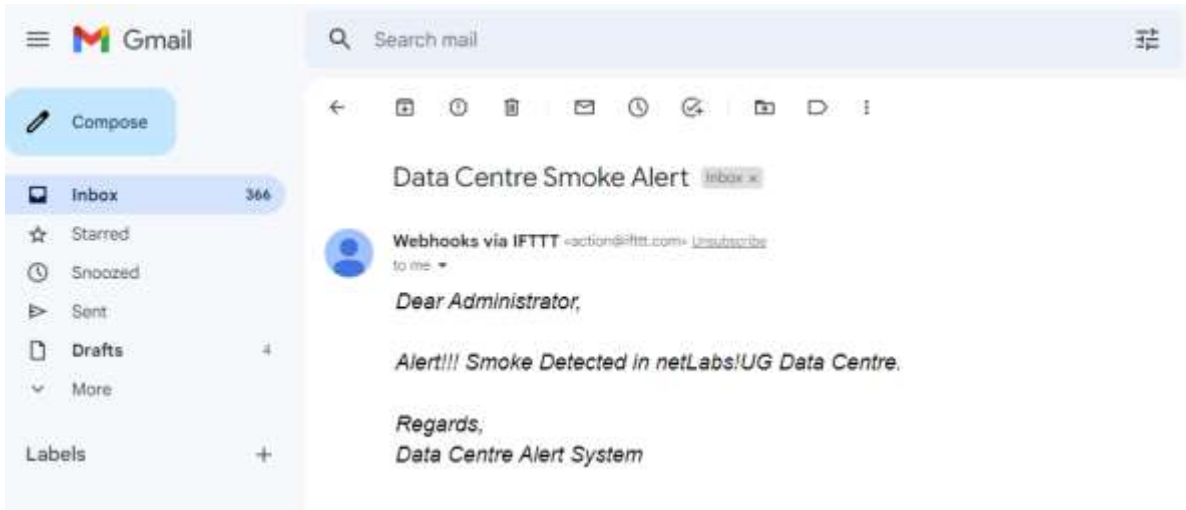 Gmail
Search mail
Compose
Inbox 366
Starred
Snoozed
Sent
Drafts 4
More
Labels
Data Centre Smoke Alert Inbox x
Webhooks via IFTTT <action@ifttt.com> Unsubscribe
to me
Dear Administrator,
Alert!!! Smoke Detected in netLabs!UG Data Centre.
Regards,
Data Centre Alert System